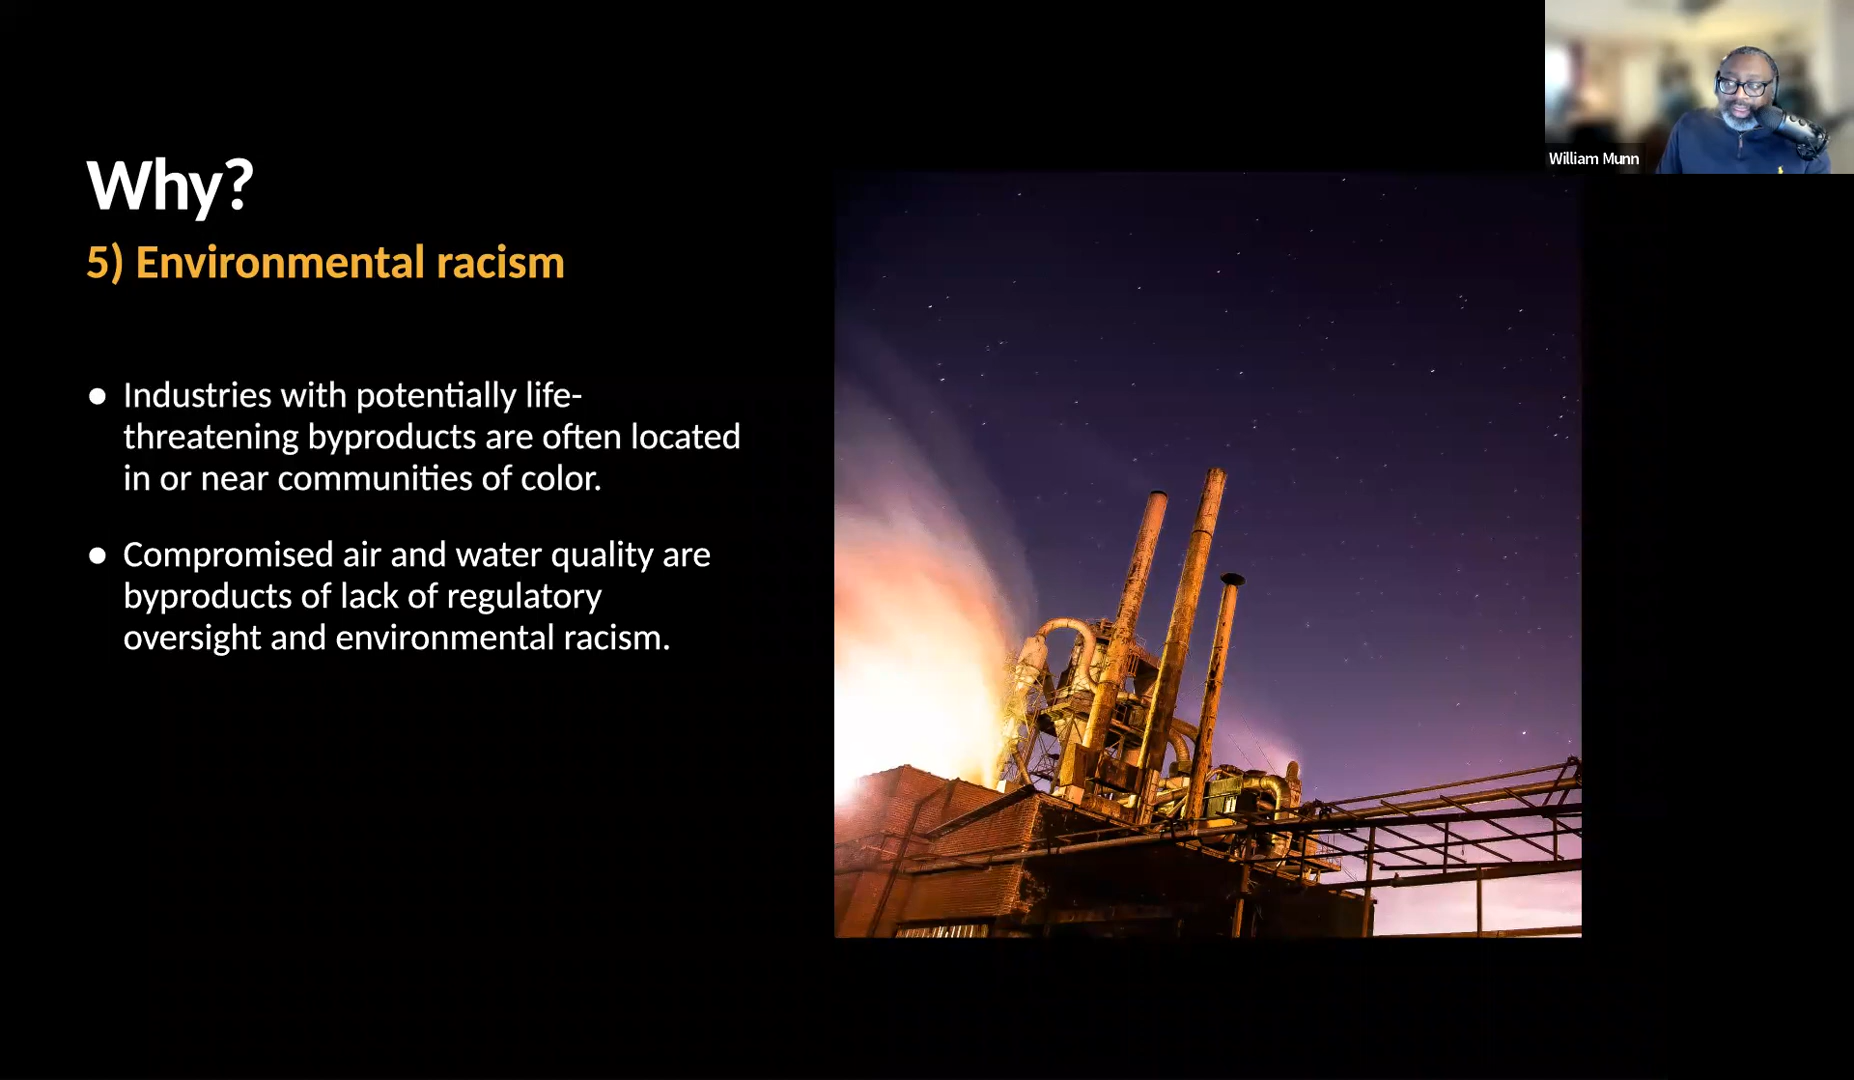 William Munn
Why?
5) Environmental racism
● Industries with potentially life-
threatening byproducts are often located
in or near communities of color.
● Compromised air and water quality are
byproducts of lack of regulatory
oversight and environmental racism.